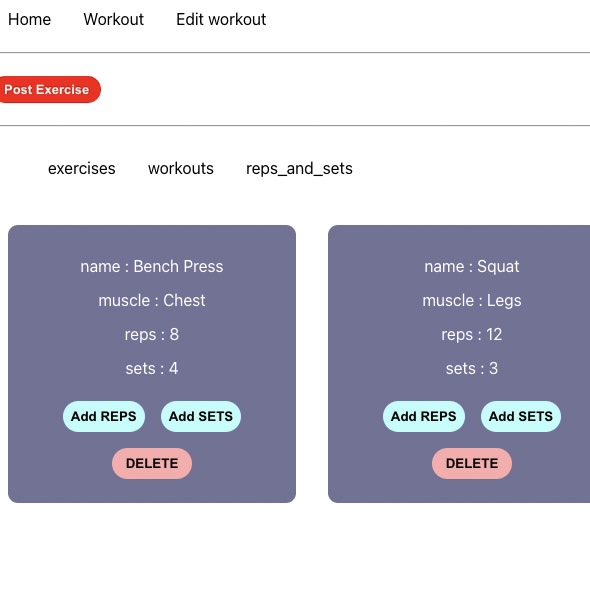 Home Workout Edit workout
Post Exercise
exercises workouts reps_and_sets
name : Bench Press
muscle : Chest
reps : 8
sets : 4
Add REPS Add SETS
DELETE
name : Squat
muscle : Legs
reps : 12
sets : 3
Add REPS Add SETS
DELETE